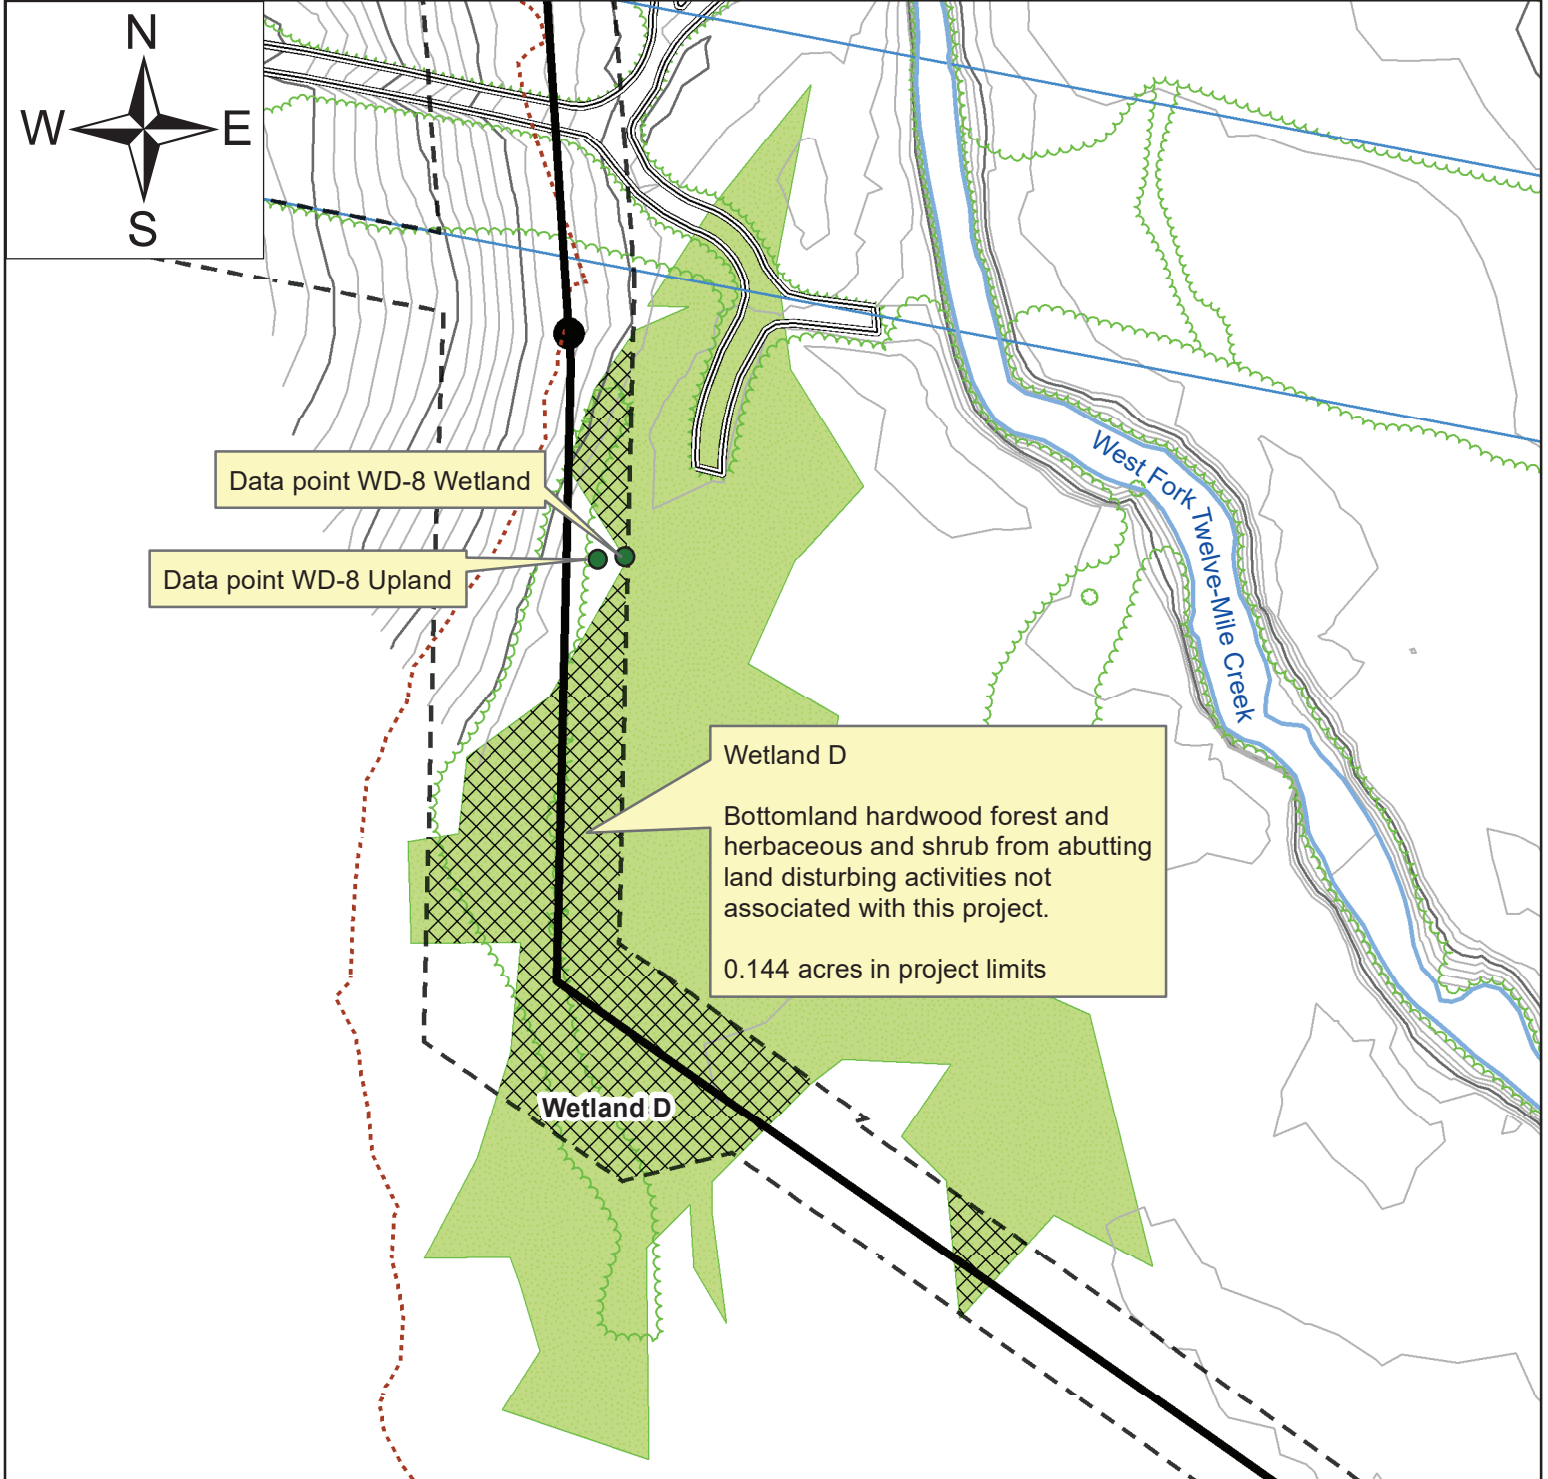 N
W E
S
Data point WD-8 Wetland
Data point WD-8 Upland
West Fork Twelve-Mile Creek
Wetland D
Bottomland hardwood forest and
herbaceous and shrub from abutting
land disturbing activities not
associated with this project.
0.144 acres in project limits
Wetland D